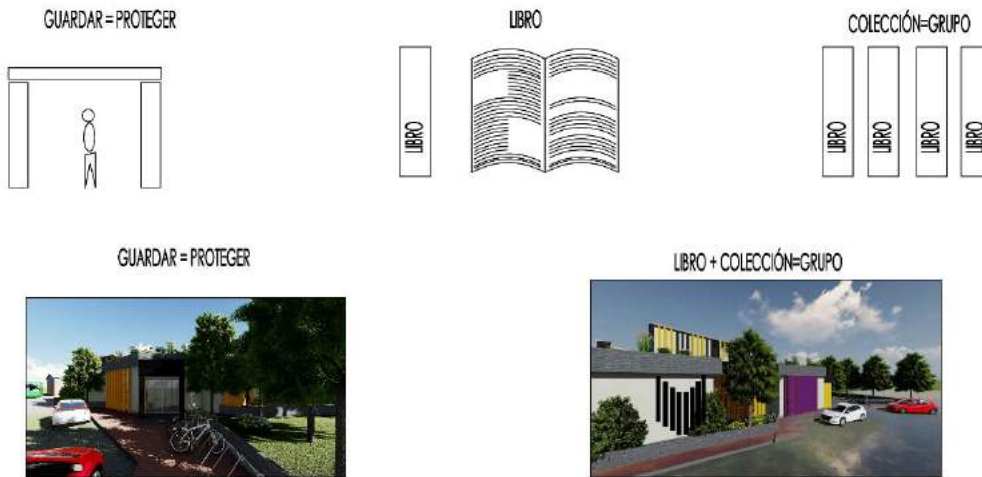 GUARDAR = PROTEGER
LIBRO
COLECCIÓN=GRUPO
LIBRO
LIBRO
LIBRO
LIBRO
LIBRO
GUARDAR = PROTEGER
LIBRO + COLECCIÓN=GRUPO